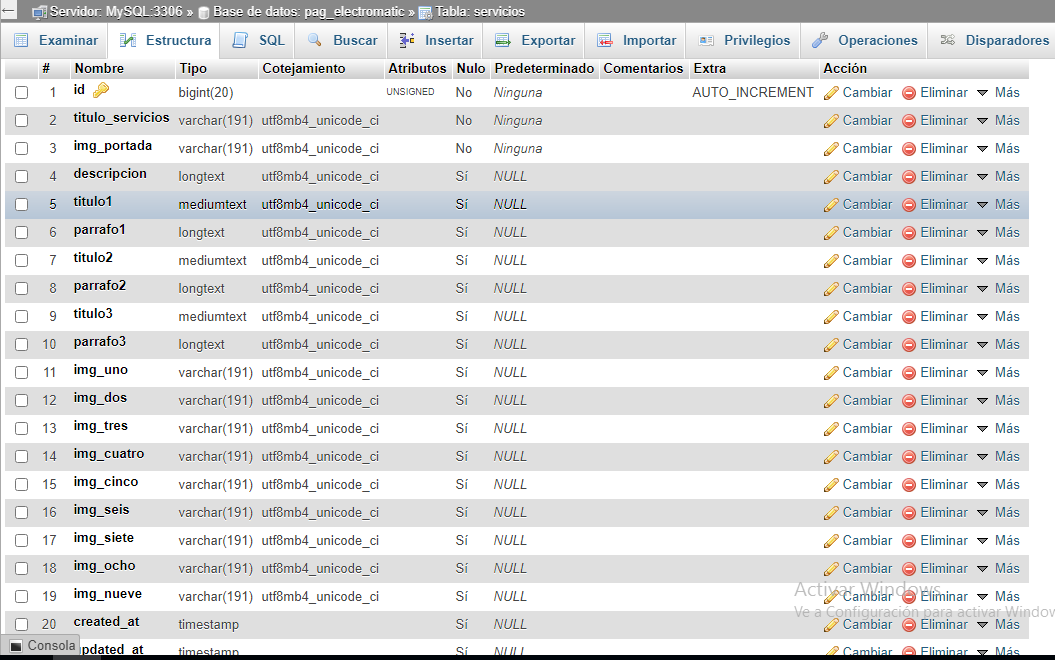 Servidor: MySQL:3306 » Base de datos: pag_electromatic » Tabla: servicios
Examinar Estructura SQL Buscar Insertar Exportar Importar Privilegios Operaciones Disparadores
# Nombre Tipo Cotejamiento Atributos Nulo Predeterminado Comentarios Extra Acción
1 id bigint(20) UNSIGNED No Ninguna AUTO_INCREMENT Cambiar Eliminar Más
2 titulo_servicios varchar(191) utf8mb4_unicode_ci No Ninguna Cambiar Eliminar Más
3 img_portada varchar(191) utf8mb4_unicode_ci No Ninguna Cambiar Eliminar Más
4 descripcion longtext utf8mb4_unicode_ci Sí NULL Cambiar Eliminar Más
5 titulo1 mediumtext utf8mb4_unicode_ci Sí NULL Cambiar Eliminar Más
6 parrafo1 longtext utf8mb4_unicode_ci Sí NULL Cambiar Eliminar Más
7 titulo2 mediumtext utf8mb4_unicode_ci Sí NULL Cambiar Eliminar Más
8 parrafo2 longtext utf8mb4_unicode_ci Sí NULL Cambiar Eliminar Más
9 titulo3 mediumtext utf8mb4_unicode_ci Sí NULL Cambiar Eliminar Más
10 parrafo3 longtext utf8mb4_unicode_ci Sí NULL Cambiar Eliminar Más
11 img_uno varchar(191) utf8mb4_unicode_ci Sí NULL Cambiar Eliminar Más
12 img_dos varchar(191) utf8mb4_unicode_ci Sí NULL Cambiar Eliminar Más
13 img_tres varchar(191) utf8mb4_unicode_ci Sí NULL Cambiar Eliminar Más
14 img_cuatro varchar(191) utf8mb4_unicode_ci Sí NULL Cambiar Eliminar Más
15 img_cinco varchar(191) utf8mb4_unicode_ci Sí NULL Cambiar Eliminar Más
16 img_seis varchar(191) utf8mb4_unicode_ci Sí NULL Cambiar Eliminar Más
17 img_siete varchar(191) utf8mb4_unicode_ci Sí NULL Cambiar Eliminar Más
18 img_ocho varchar(191) utf8mb4_unicode_ci Sí NULL Cambiar Eliminar Más
Activar Windows
19 img_nueve varchar(191) utf8mb4_unicode_ci Sí NULL Cambiar Eliminar Más
Ve a Configuración para activar Window
20 created_at timestamp Sí NULL Cambiar Eliminar Más
Consola
updated_at timestamp Sí NULL Cambiar Eliminar Más